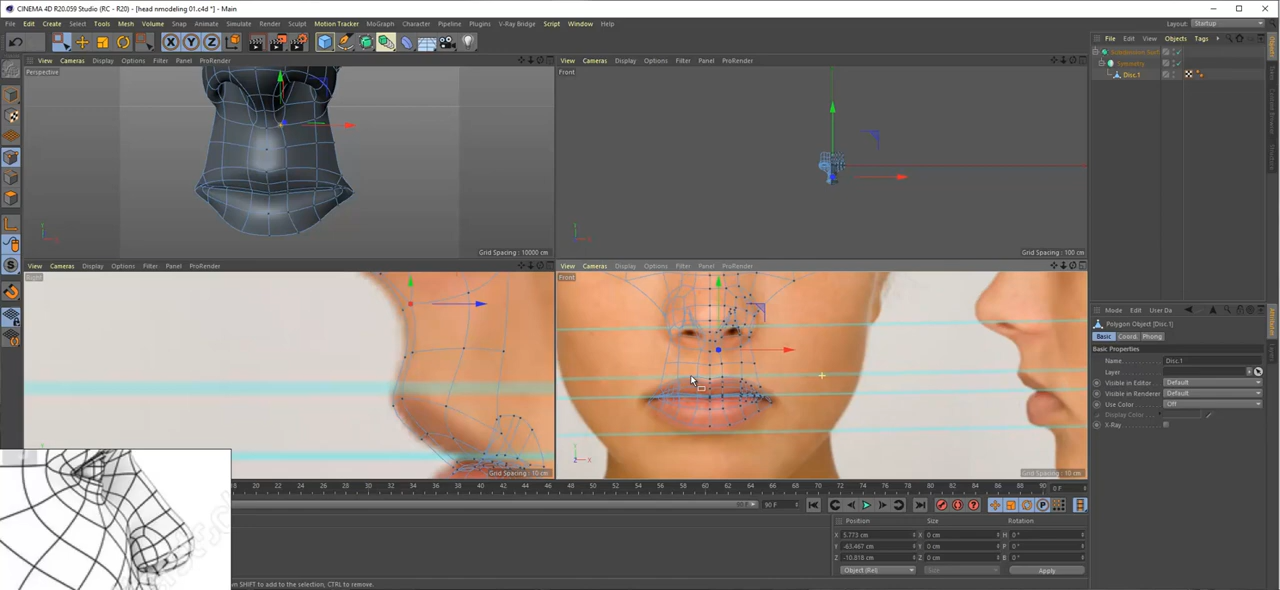 CINEMA 4D R20.059 Studio (RC - R20) - [head nmodeling 01.c4d *] - Main
File Edit Create Select Tools Mesh Volume Snap Animate Simulate Render Sculpt Motion Tracker MoGraph Character Pipeline Plugins V-Ray Bridge Script Window Help
Layout: Startup
File Edit View Objects Tags
View Cameras Display Options Filter Panel ProRender
Perspective
View Cameras Display Options Filter Panel ProRender
Front
Symmetry
Disc.1
Grid Spacing : 10000 cm
Grid Spacing : 100 cm
View Cameras Display Options Filter Panel ProRender
Right
View Cameras Display Options Filter Panel ProRender
Front
Grid Spacing : 10 cm
Grid Spacing : 10 cm
Mode Edit User Da
Polygon Object [Disc.1]
Basic Coord. Phong
Basic Properties
Name Disc.1
Layer
Visible in Editor Default
Visible in Renderer Default
Use Color Off
Display Color
X-Ray
18 20 22 24 26 28 30 32 34 36 38 40 42 44 46 48 50 52 54 56 58 60 62 64 66 68 70 72 74 76 78 80 82 84 86 88 90 0 F
90 F 90 F
Position Size Rotation
X 5.773 cm X 0 cm H 0 °
Y -63.467 cm Y 0 cm P 0 °
Z -10.818 cm Z 0 cm B 0 °
Object (Rel) Size Apply
SHIFT to add to the selection, CTRL to remove.